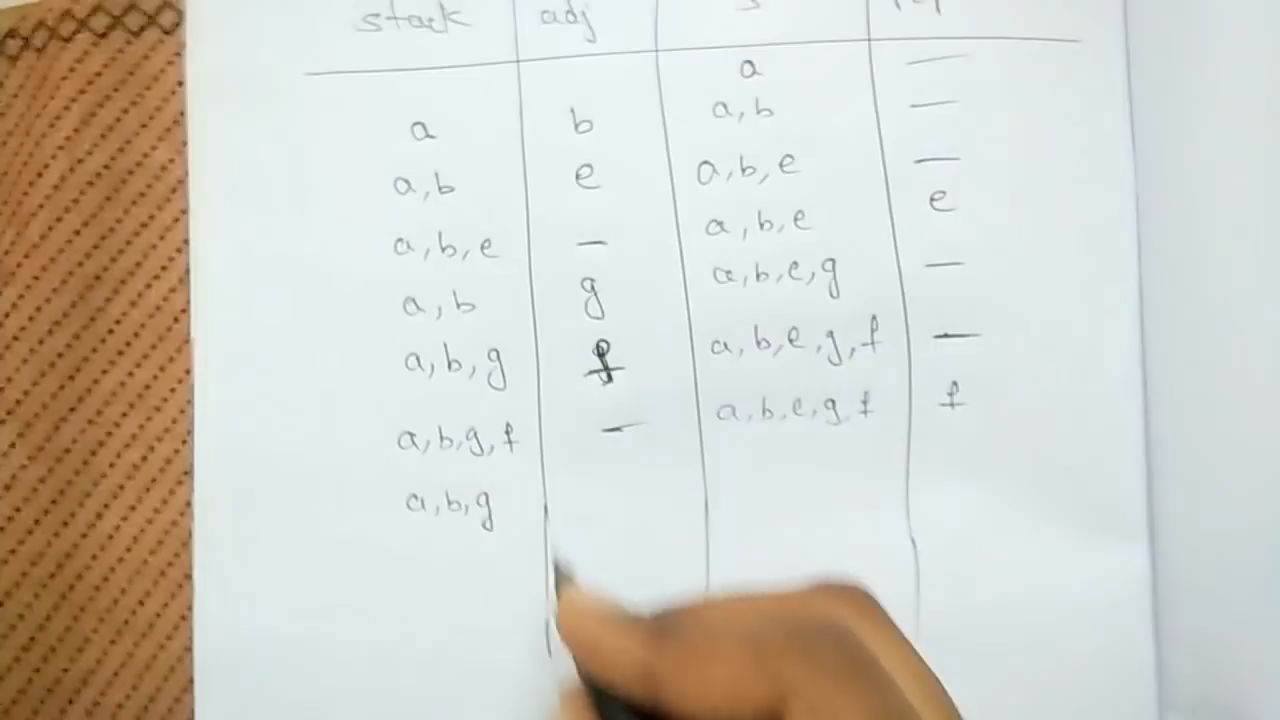 stack adj
a —
a b a, b —
a, b e a, b, e —
a, b, e — a, b, e e
a, b g a, b, e, g —
a, b, g f a, b, e, g, f —
a, b, g, f — a, b, e, g, f f
a, b, g